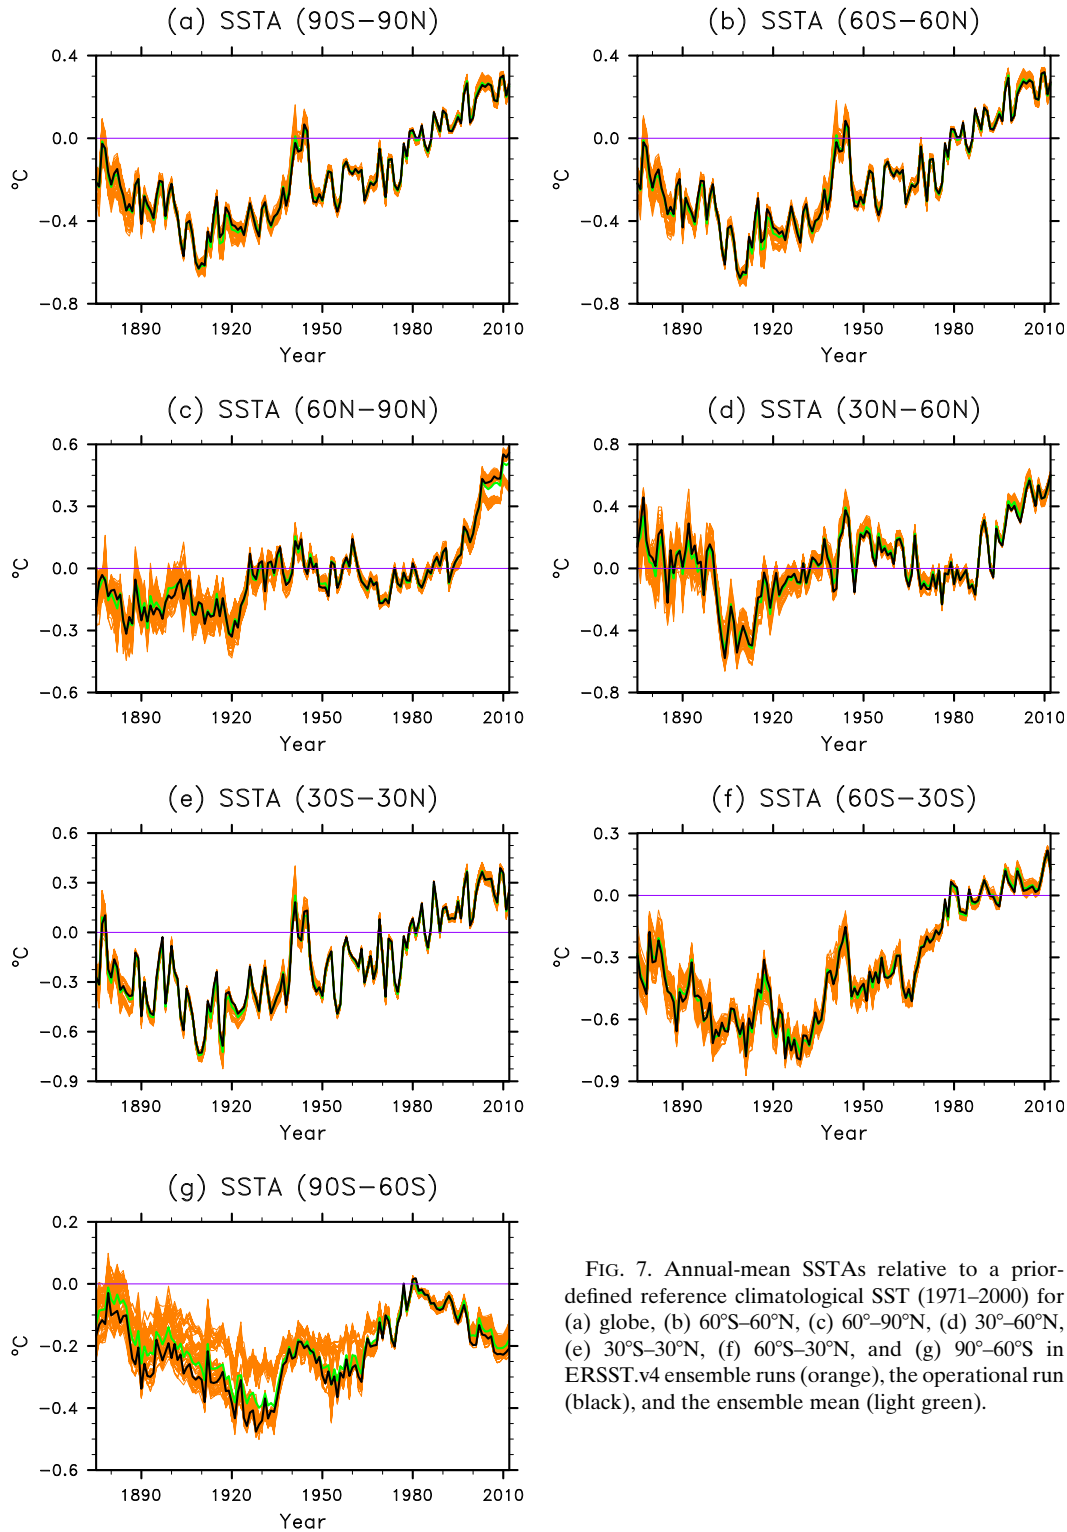 (a) SSTA (90S−90N)
0.4
0.0
−0.4
−0.8
°C
1890 1920 1950 1980 2010
Year
(b) SSTA (60S−60N)
0.4
0.0
−0.4
−0.8
°C
1890 1920 1950 1980 2010
Year
(c) SSTA (60N−90N)
0.6
0.3
0.0
−0.3
−0.6
°C
1890 1920 1950 1980 2010
Year
(d) SSTA (30N−60N)
0.8
0.4
0.0
−0.4
−0.8
°C
1890 1920 1950 1980 2010
Year
(e) SSTA (30S−30N)
0.6
0.3
0.0
−0.3
−0.6
−0.9
°C
1890 1920 1950 1980 2010
Year
(f) SSTA (60S−30S)
0.3
0.0
−0.3
−0.6
−0.9
°C
1890 1920 1950 1980 2010
Year
(g) SSTA (90S−60S)
0.2
0.0
−0.2
−0.4
−0.6
°C
1890 1920 1950 1980 2010
Year
FIG. 7. Annual-mean SSTAs relative to a prior-
defined reference climatological SST (1971–2000) for
(a) globe, (b) 60°S–60°N, (c) 60°–90°N, (d) 30°–60°N,
(e) 30°S–30°N, (f) 60°S–30°N, and (g) 90°–60°S in
ERSST.v4 ensemble runs (orange), the operational run
(black), and the ensemble mean (light green).